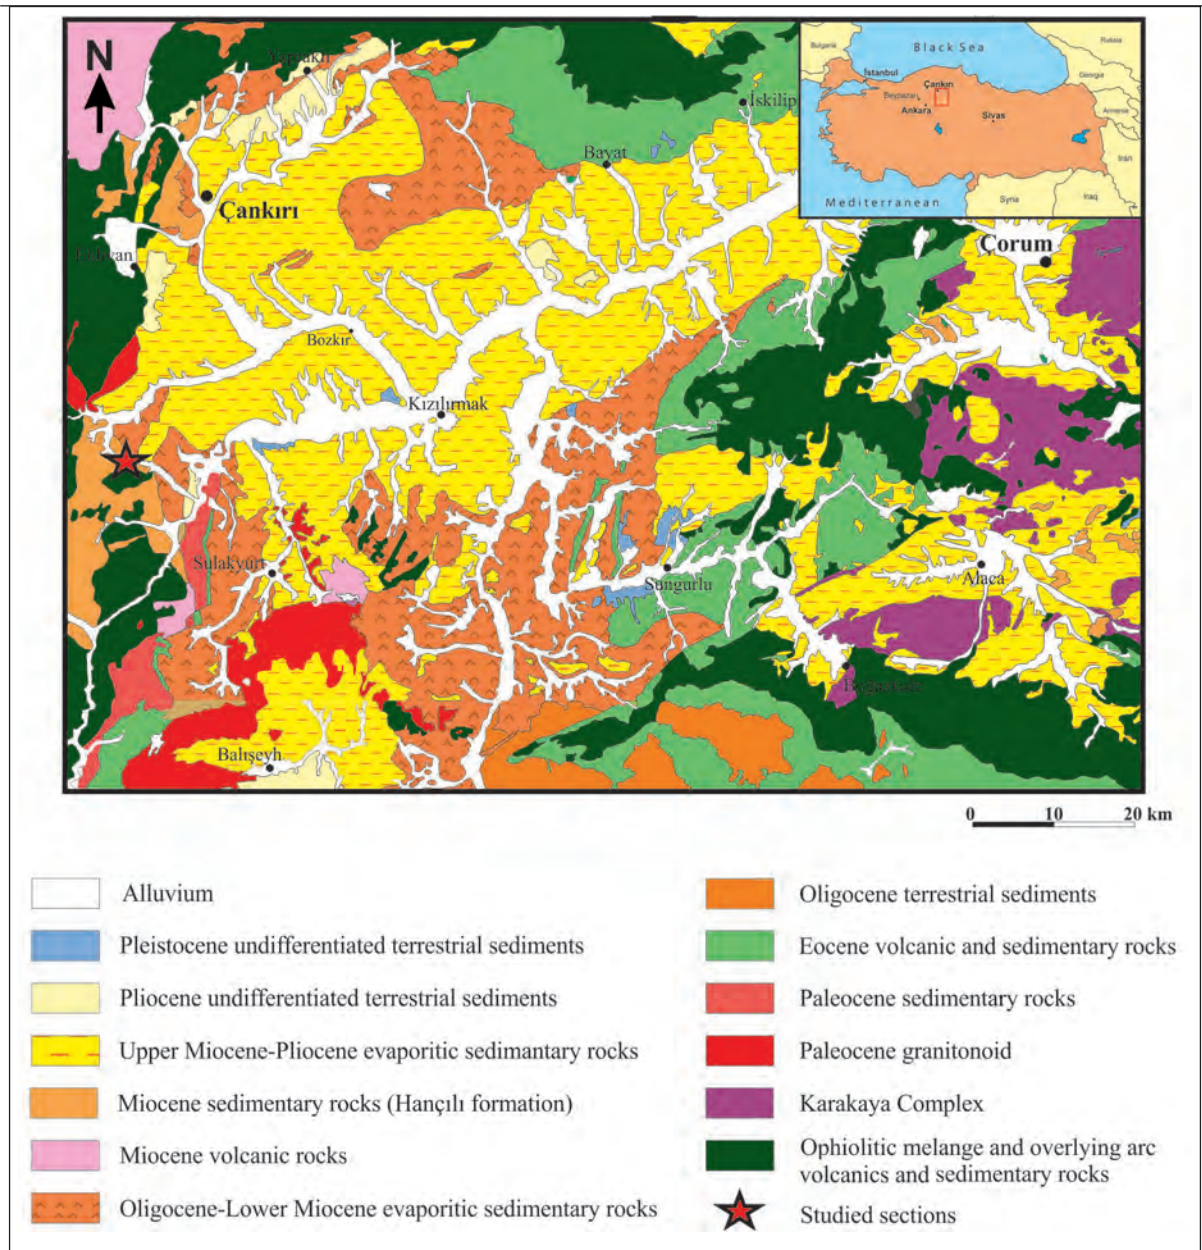 N
Yapraklı
İskilip
Bayat
Çankırı
Eldivan
Çorum
Bozkır
Kızılırmak
Sulakyurt
Sungurlu
Alaca
Balışeyh
Bulgaria
Black Sea
Russia
Georgia
İstanbul
Çankırı
Beypazarı
Ankara
Sivas
Armenia
Iran
Mediterranean
Syria
Iraq
0 10 20 km
Alluvium
Pleistocene undifferentiated terrestrial sediments
Pliocene undifferentiated terrestrial sediments
Upper Miocene-Pliocene evaporitic sedimantary rocks
Miocene sedimentary rocks (Hançılı formation)
Miocene volcanic rocks
Oligocene-Lower Miocene evaporitic sedimentary rocks
Oligocene terrestrial sediments
Eocene volcanic and sedimentary rocks
Paleocene sedimentary rocks
Paleocene granitonoid
Karakaya Complex
Ophiolitic melange and overlying arc
volcanics and sedimentary rocks
Studied sections